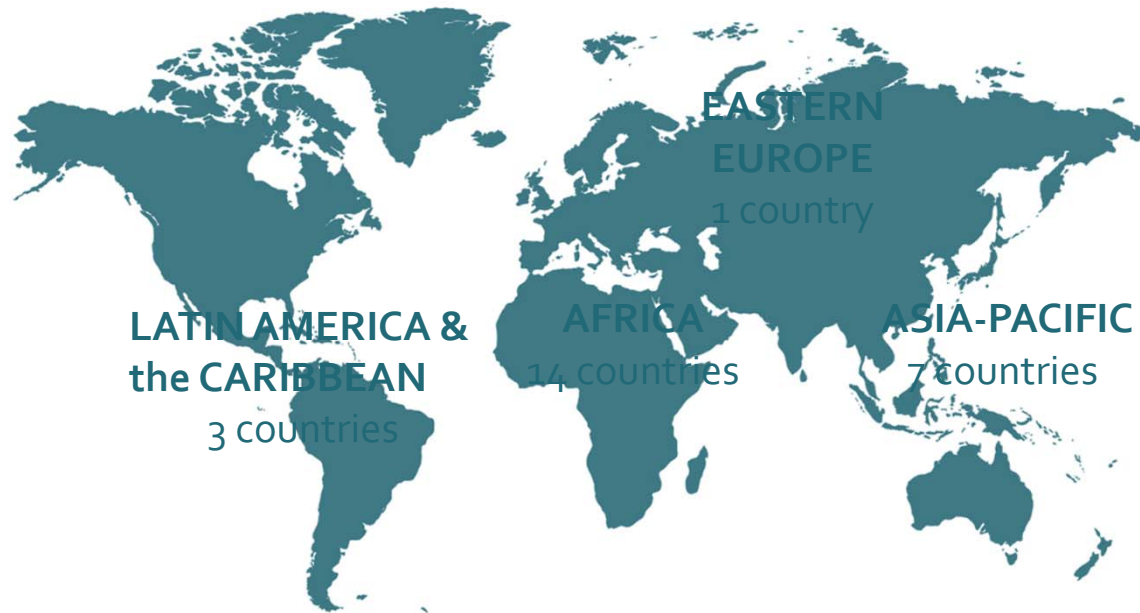 EASTERN
EUROPE
1 country
LATIN AMERICA &
the CARIBBEAN
3 countries
AFRICA
14 countries
ASIA-PACIFIC
7 countries